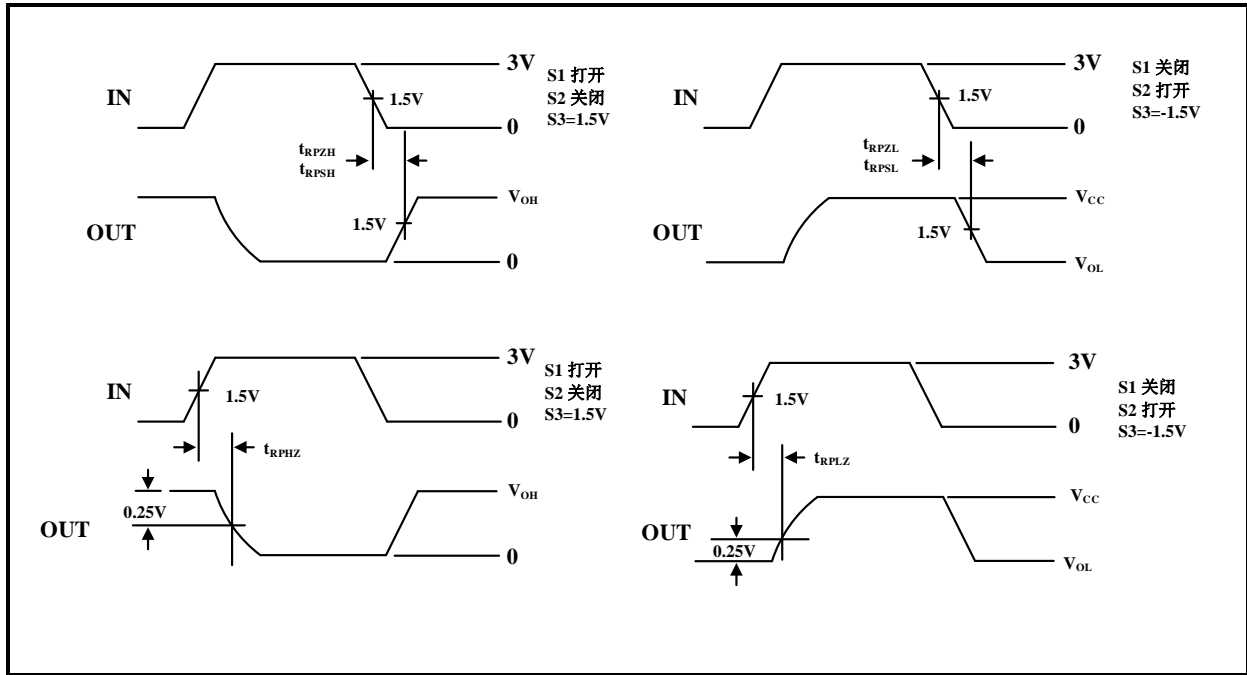 3V
S1 打开
IN
S2 关闭
1.5V
S3=1.5V
0
tRPZH
tRPSH
VOH
OUT
1.5V
0
3V
S1 关闭
IN
S2 打开
1.5V
S3=-1.5V
0
tRPZL
tRPSL
VCC
OUT
1.5V
VOL
3V
S1 打开
IN
S2 关闭
1.5V
S3=1.5V
0
tRPHZ
VOH
0.25V
OUT
0
3V
S1 关闭
IN
S2 打开
1.5V
0
S3=-1.5V
tRPLZ
VCC
OUT
0.25V
VOL